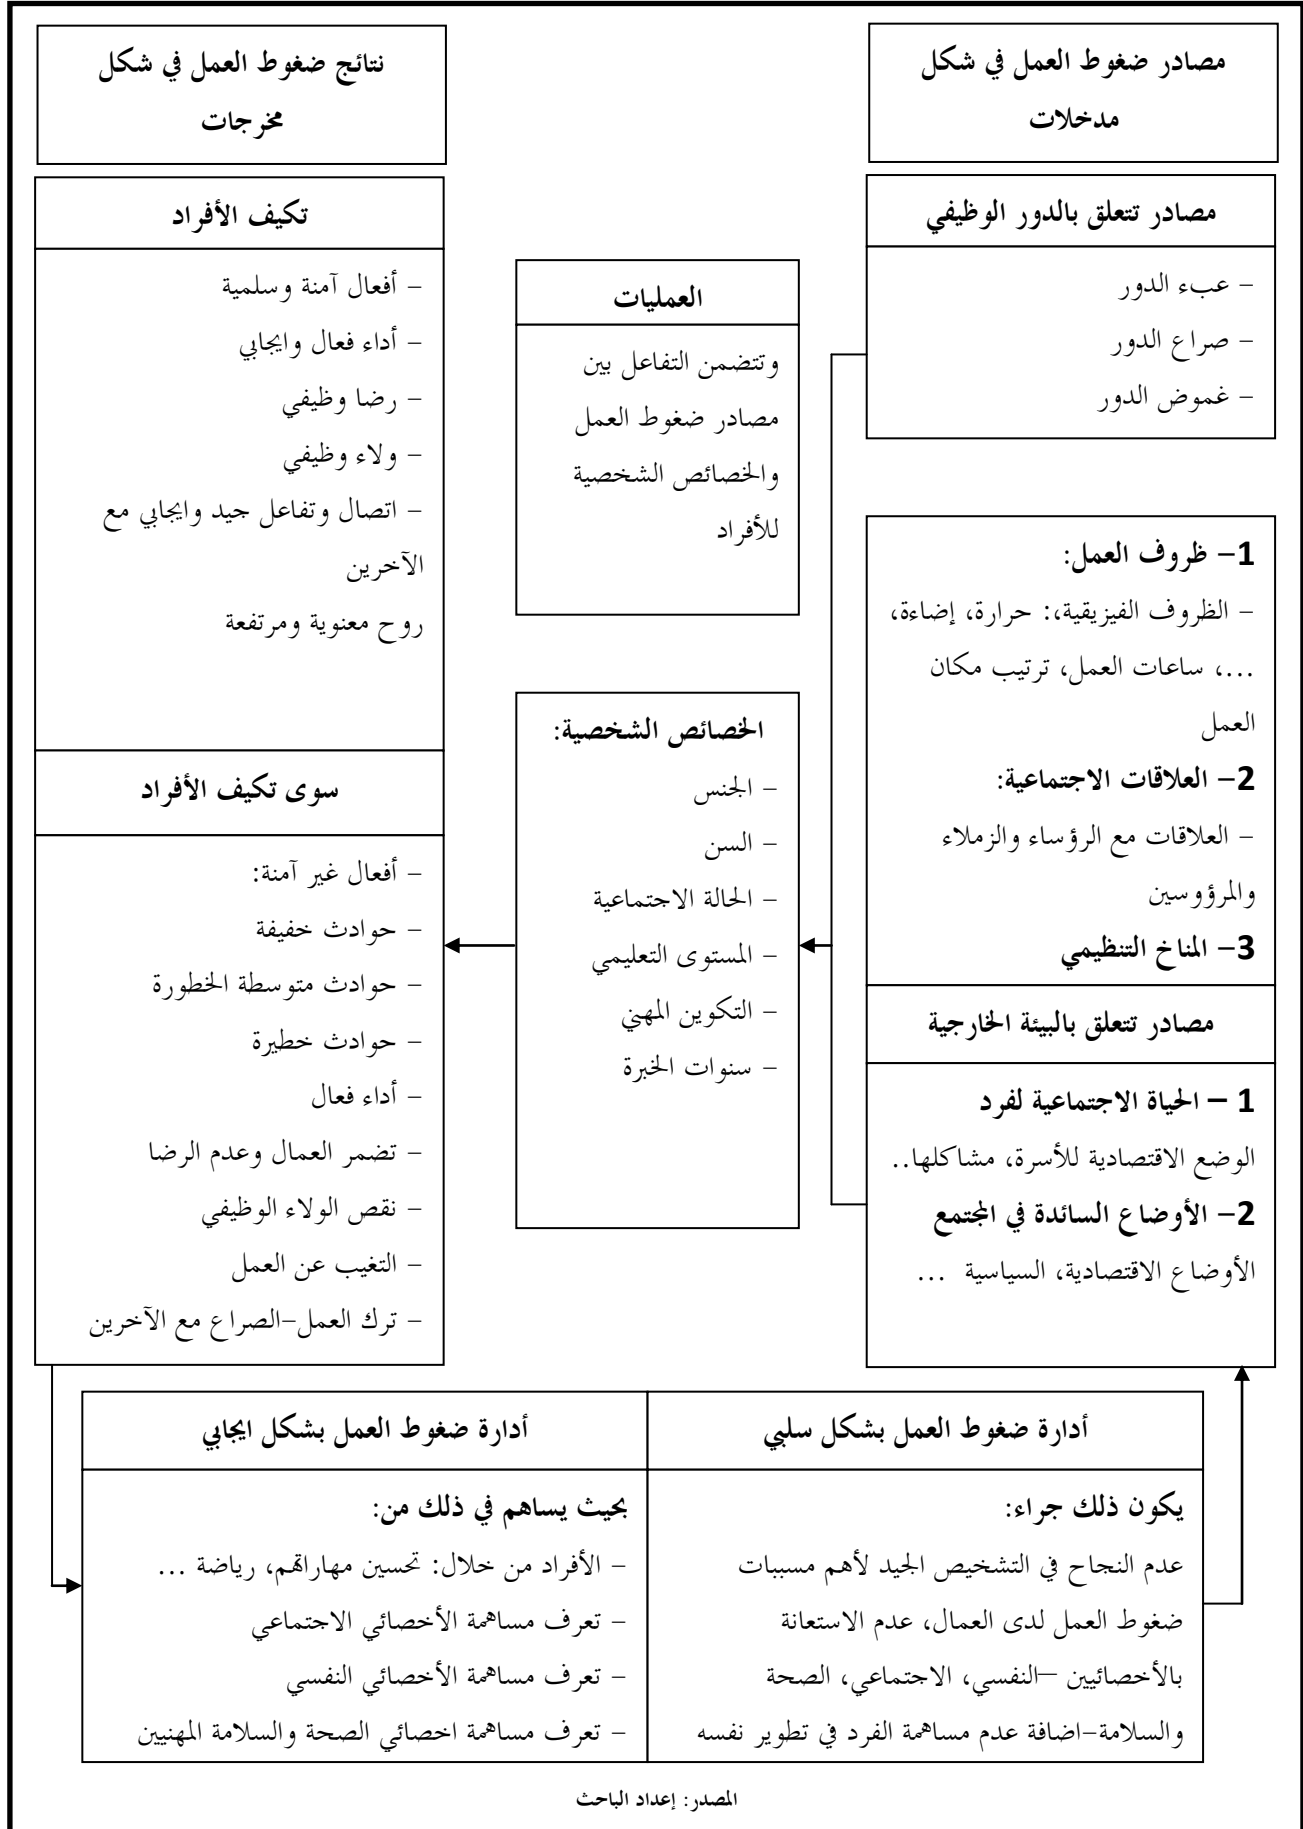 مصادر ضغوط العمل في شكل
مدخلات
مصادر تتعلق بالدور الوظيفي
– عبء الدور
– صراع الدور
– غموض الدور
1– ظروف العمل:
– الظروف الفيزيقية،: حرارة، إضاءة،
...، ساعات العمل، ترتيب مكان
العمل
2– العلاقات الاجتماعية:
– العلاقات مع الرؤساء والزملاء
والمرؤوسين
3– المناخ التنظيمي
مصادر تتعلق بالبيئة الخارجية
1 – الحياة الاجتماعية لفرد
الوضع الاقتصادية للأسرة، مشاكلها..
2– الأوضاع السائدة في المجتمع
الأوضاع الاقتصادية، السياسية ...
العمليات
وتتضمن التفاعل بين
مصادر ضغوط العمل
والخصائص الشخصية
للأفراد
الخصائص الشخصية:
– الجنس
– السن
– الحالة الاجتماعية
– المستوى التعليمي
– التكوين المهني
– سنوات الخبرة
نتائج ضغوط العمل في شكل
مخرجات
تكيف الأفراد
– أفعال آمنة وسلمية
– أداء فعال وايجابي
– رضا وظيفي
– ولاء وظيفي
– اتصال وتفاعل جيد وايجابي مع
الآخرين
روح معنوية ومرتفعة
سوى تكيف الأفراد
– أفعال غير آمنة:
– حوادث خفيفة
– حوادث متوسطة الخطورة
– حوادث خطيرة
– أداء فعال
– تضمر العمال وعدم الرضا
– نقص الولاء الوظيفي
– التغيب عن العمل
– ترك العمل–الصراع مع الآخرين
أدارة ضغوط العمل بشكل سلبي
يكون ذلك جراء:
عدم النجاح في التشخيص الجيد لأهم مسببات
ضغوط العمل لدى العمال، عدم الاستعانة
بالأخصائيين –النفسي، الاجتماعي، الصحة
والسلامة–اضافة عدم مساهمة الفرد في تطوير نفسه
أدارة ضغوط العمل بشكل ايجابي
بحيث يساهم في ذلك من:
– الأفراد من خلال: تحسين مهاراتهم، رياضة ...
– تعرف مساهمة الأخصائي الاجتماعي
– تعرف مساهمة الأخصائي النفسي
– تعرف مساهمة اخصائي الصحة والسلامة المهنيين
المصدر: إعداد الباحث